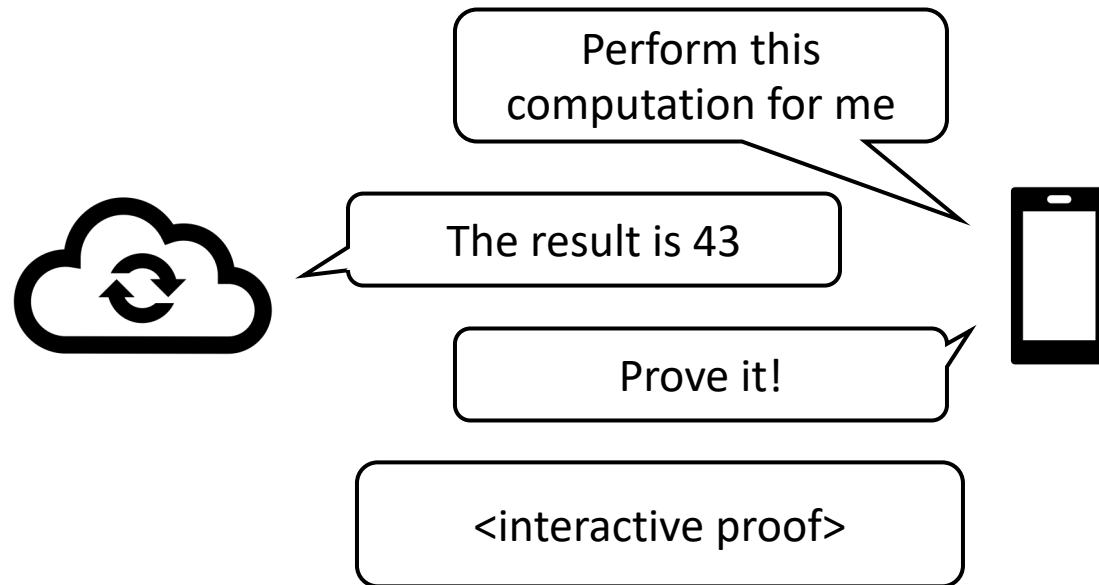 Perform this
computation for me
The result is 43
Prove it!
<interactive proof>